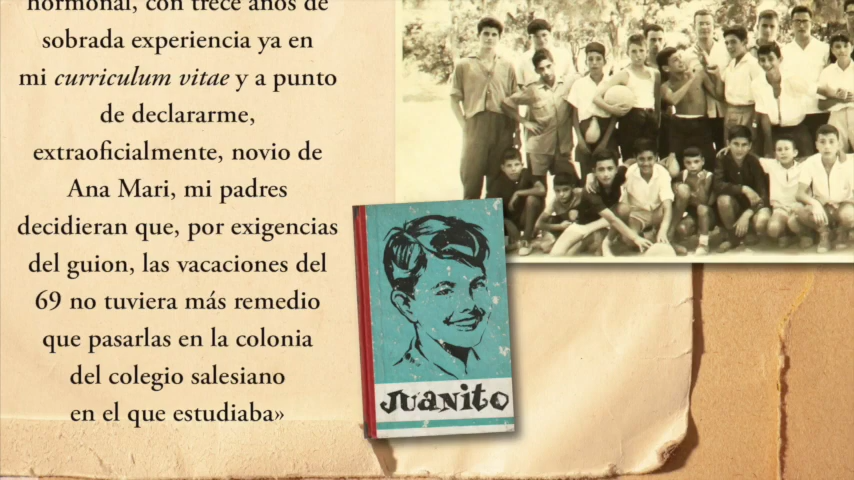 hormonal, con trece años de
sobrada experiencia ya en
mi curriculum vitae y a punto
de declararme,
extraoficialmente, novio de
Ana Mari, mi padres
decidieran que, por exigencias
del guion, las vacaciones del
69 no tuviera más remedio
que pasarlas en la colonia
del colegio salesiano
en el que estudiaba»
Juanito